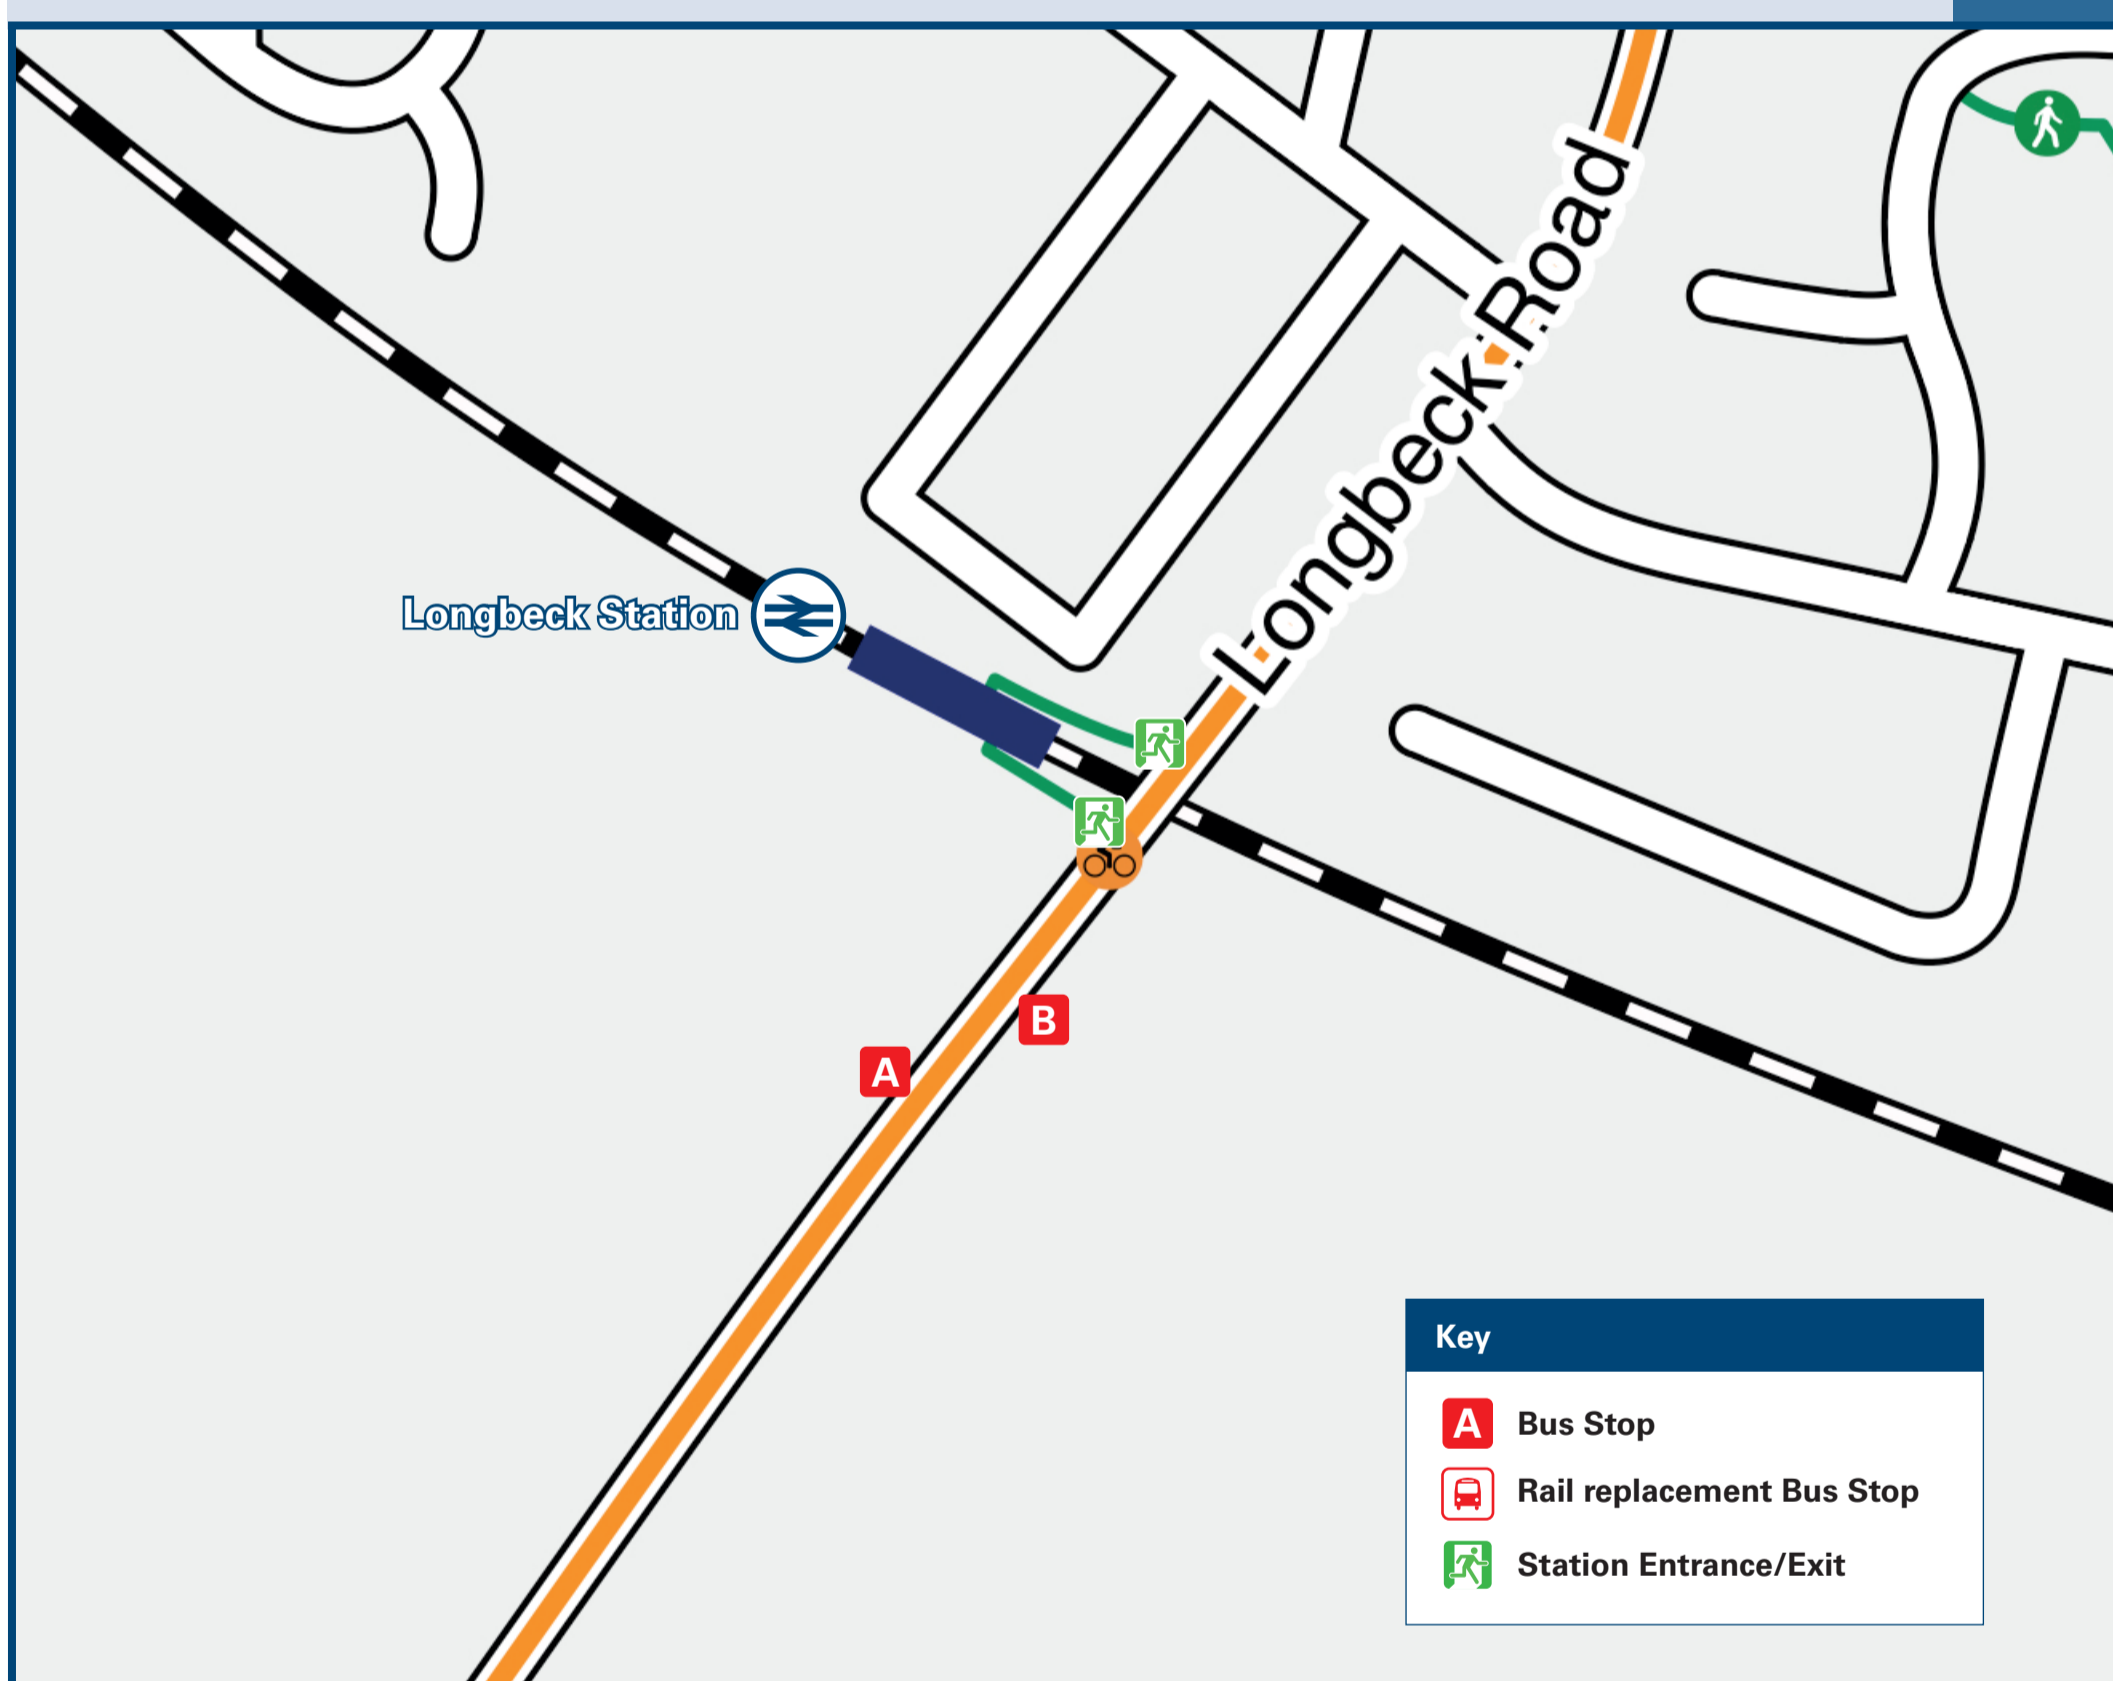 Longbeck Road
Longbeck Station
B
A
Key
A Bus Stop
Rail replacement Bus Stop
Station Entrance/Exit